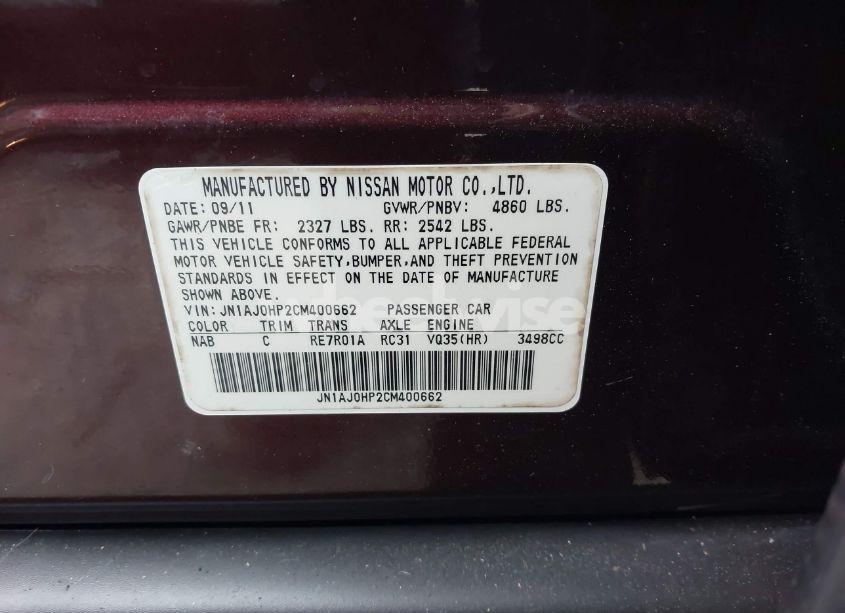 MANUFACTURED BY NISSAN MOTOR CO.,LTD.
DATE: 09/11 GVWR/PNBV: 4860 LBS.
GAWR/PNBE FR: 2327 LBS. RR: 2542 LBS.
THIS VEHICLE CONFORMS TO ALL APPLICABLE FEDERAL
MOTOR VEHICLE SAFETY,BUMPER,AND THEFT PREVENTION
STANDARDS IN EFFECT ON THE DATE OF MANUFACTURE
SHOWN ABOVE.
VIN: JN1AJ0HP2CM400662 PASSENGER CAR
COLOR TRIM TRANS AXLE ENGINE
NAB C RE7R01A RC31 VQ35(HR) 3498CC
JN1AJ0HP2CM400662